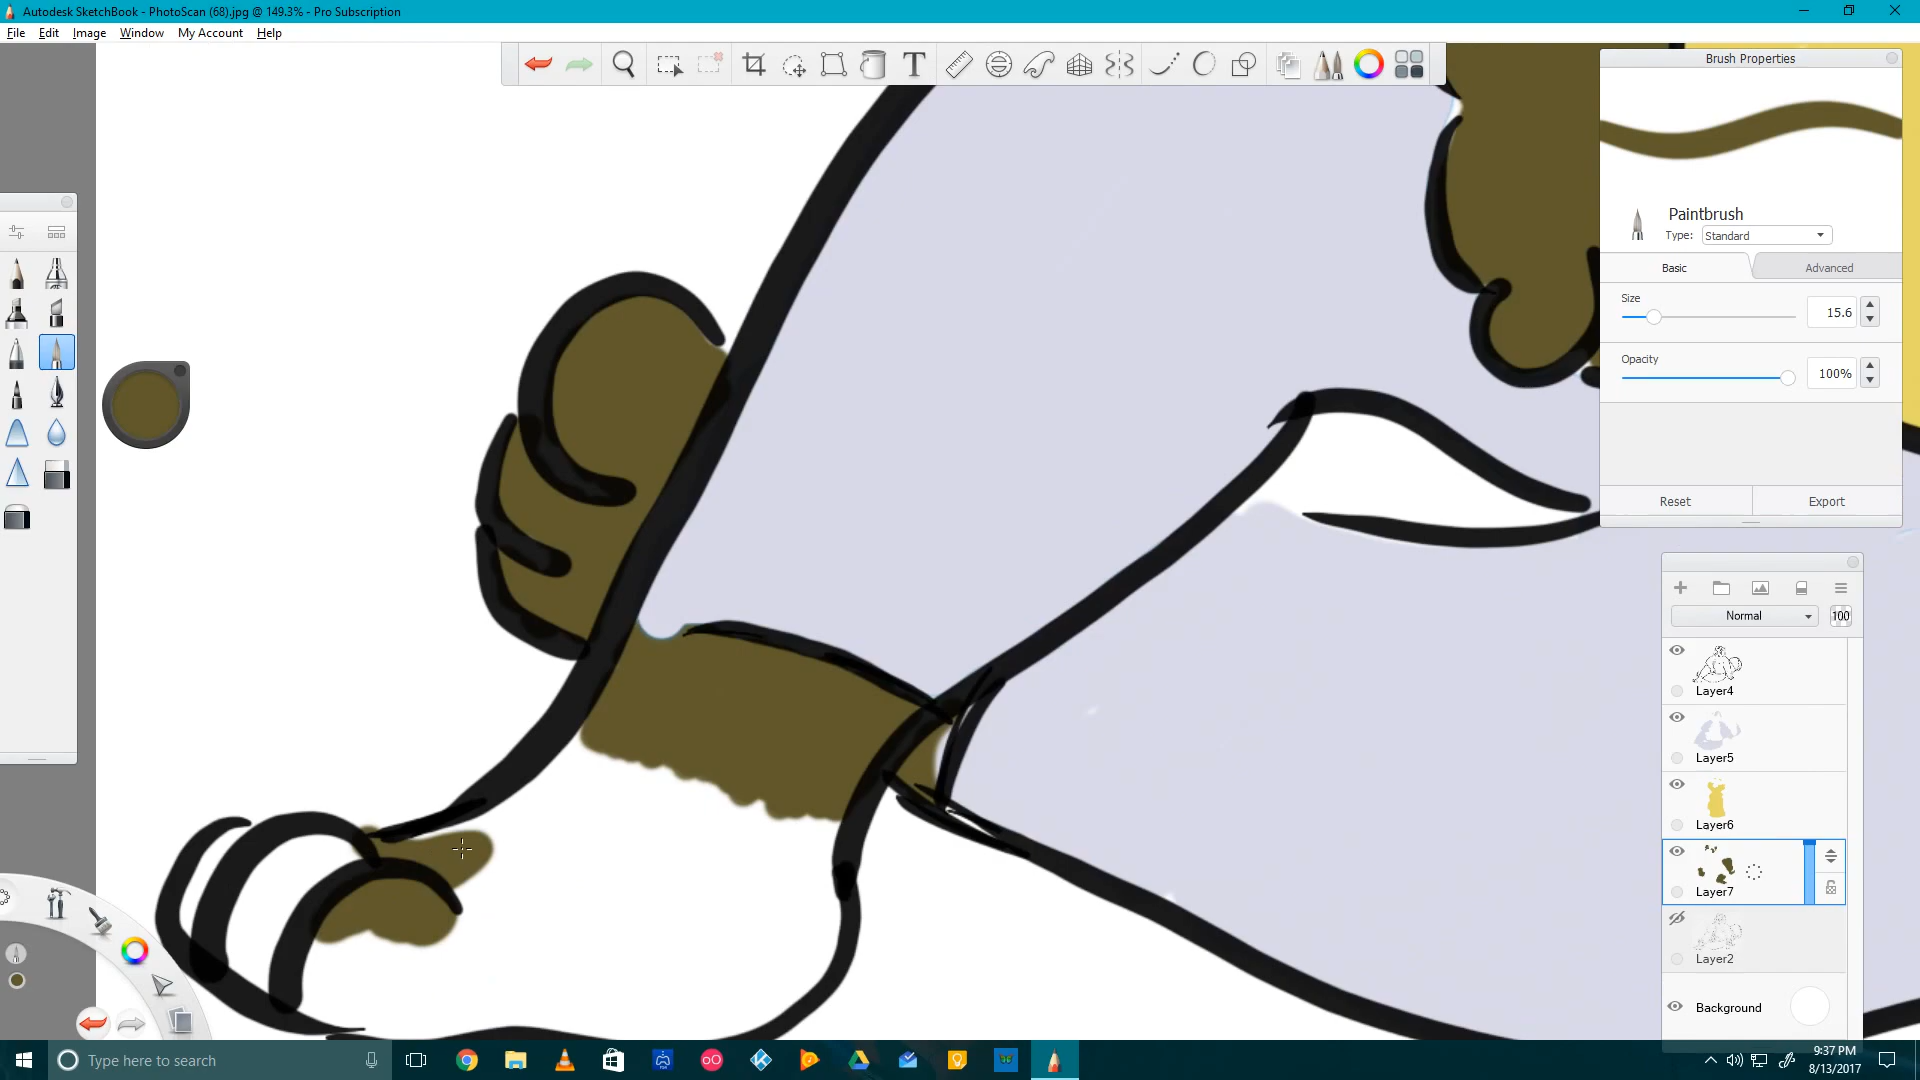 Autodesk SketchBook - PhotoScan (68).jpg @ 149.3% - Pro Subscription
File Edit Image Window My Account Help
T
Brush Properties
Paintbrush
Type: Standard
Basic Advanced
Size
15.6
Opacity
100%
Reset Export
Normal 100
Layer4
Layer5
Layer6
Layer7
Layer2
Background
Type here to search
9:37 PM
8/13/2017